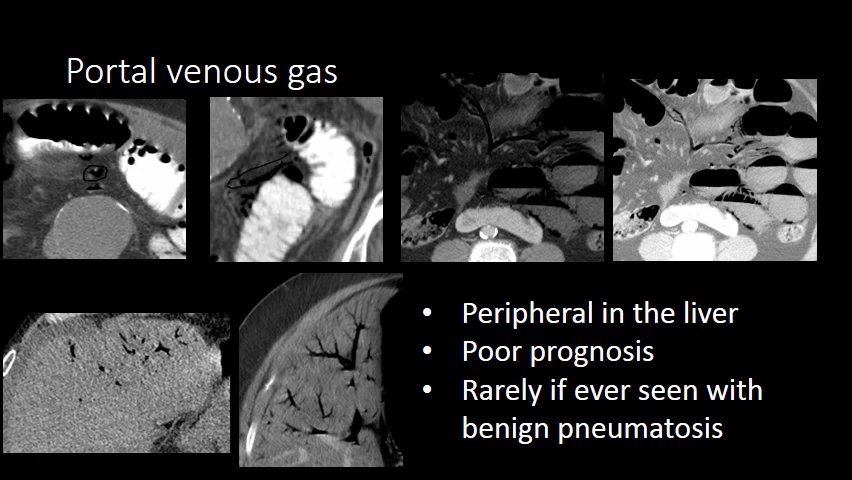 Portal venous gas
• Peripheral in the liver
• Poor prognosis
• Rarely if ever seen with
benign pneumatosis